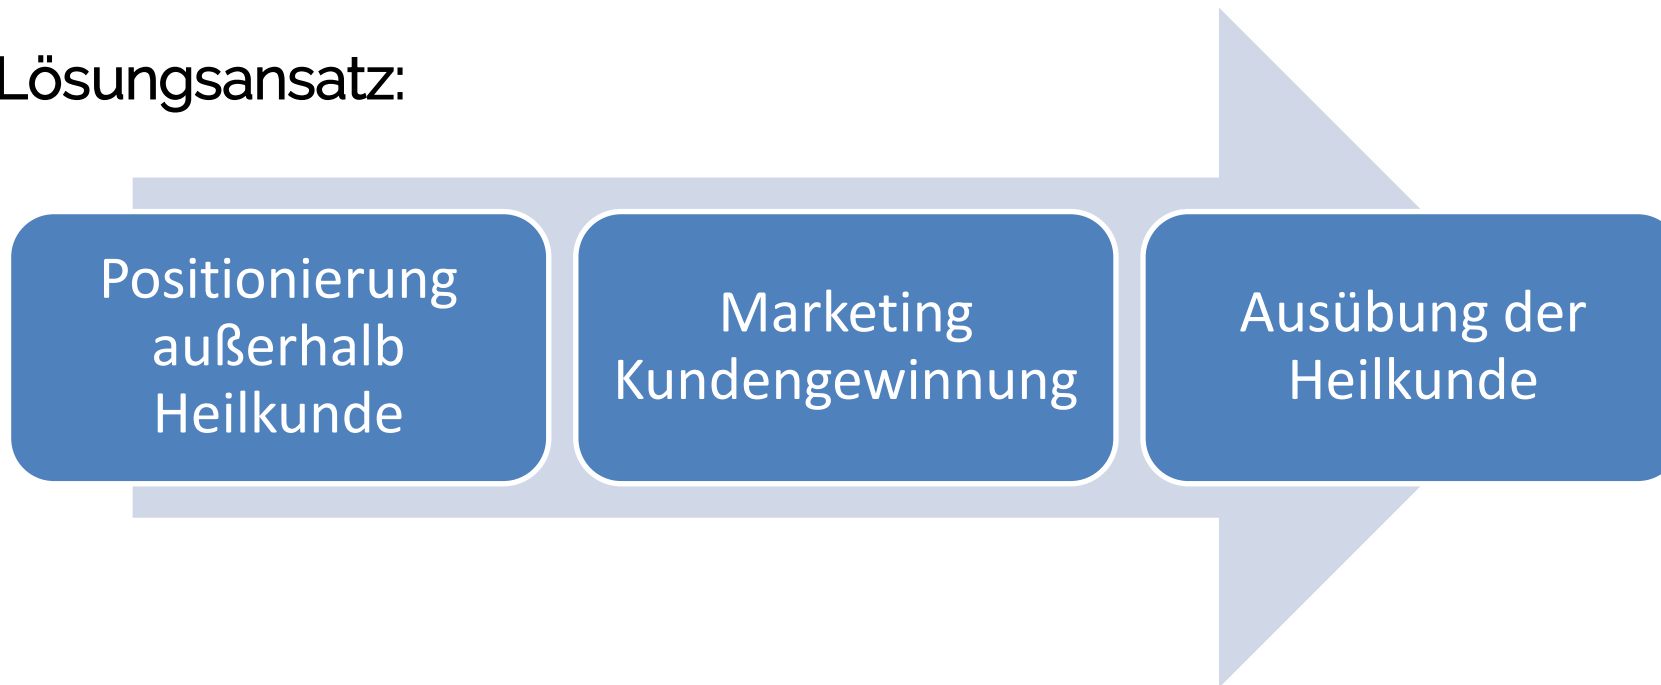 Lösungsansatz:
Positionierung
außerhalb
Heilkunde
Marketing
Kundengewinnung
Ausübung der
Heilkunde